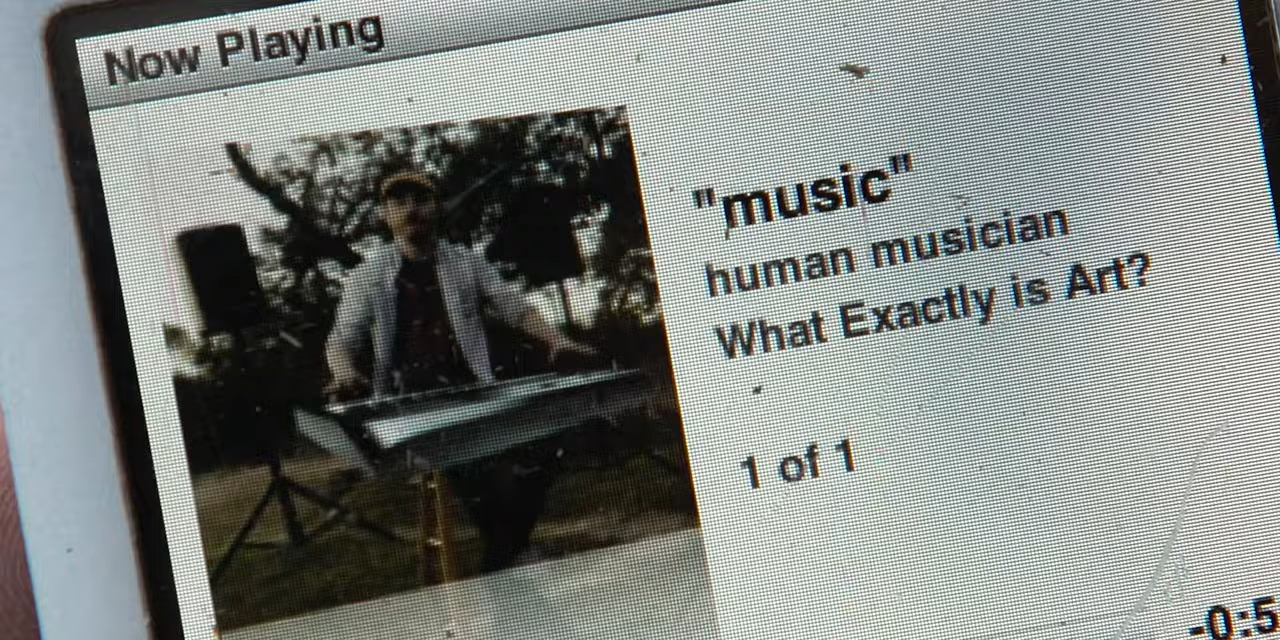 Now Playing
"music"
human musician
What Exactly is Art?
1 of 1
-0:5